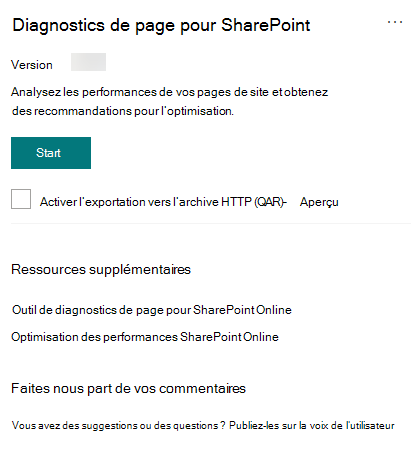 Diagnostics de page pour SharePoint
...
Version
Analysez les performances de vos pages de site et obtenez
des recommandations pour l'optimisation.
Start
Activer l'exportation vers l'archive HTTP (QAR)- Aperçu
Ressources supplémentaires
Outil de diagnostics de page pour SharePoint Online
Optimisation des performances SharePoint Online
Faites nous part de vos commentaires
Vous avez des suggestions ou des questions ? Publiez-les sur la voix de l'utilisateur